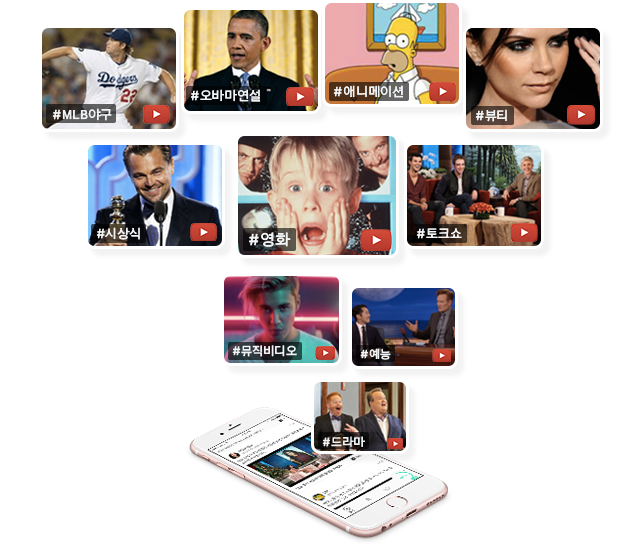 Dodgers
22
#MLB야구
#오바마연설
#애니메이션
#뷰티
#시상식
#영화
#토크쇼
#뮤직비디오
#예능
#드라마